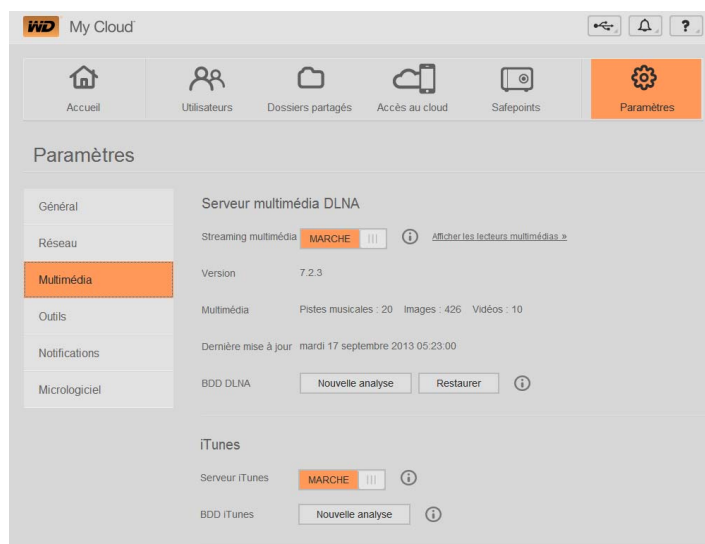 WD My Cloud
?
Accueil Utilisateurs Dossiers partagés Accès au cloud Safepoints Paramètres
Paramètres
Général
Réseau
Multimédia
Outils
Notifications
Micrologiciel
Serveur multimédia DLNA
Streaming multimédia MARCHE i Afficher les lecteurs multimédias »
Version 7.2.3
Multimédia Pistes musicales : 20 Images : 426 Vidéos : 10
Dernière mise à jour mardi 17 septembre 2013 05:23:00
BDD DLNA Nouvelle analyse Restaurer i
iTunes
Serveur iTunes MARCHE i
BDD iTunes Nouvelle analyse i